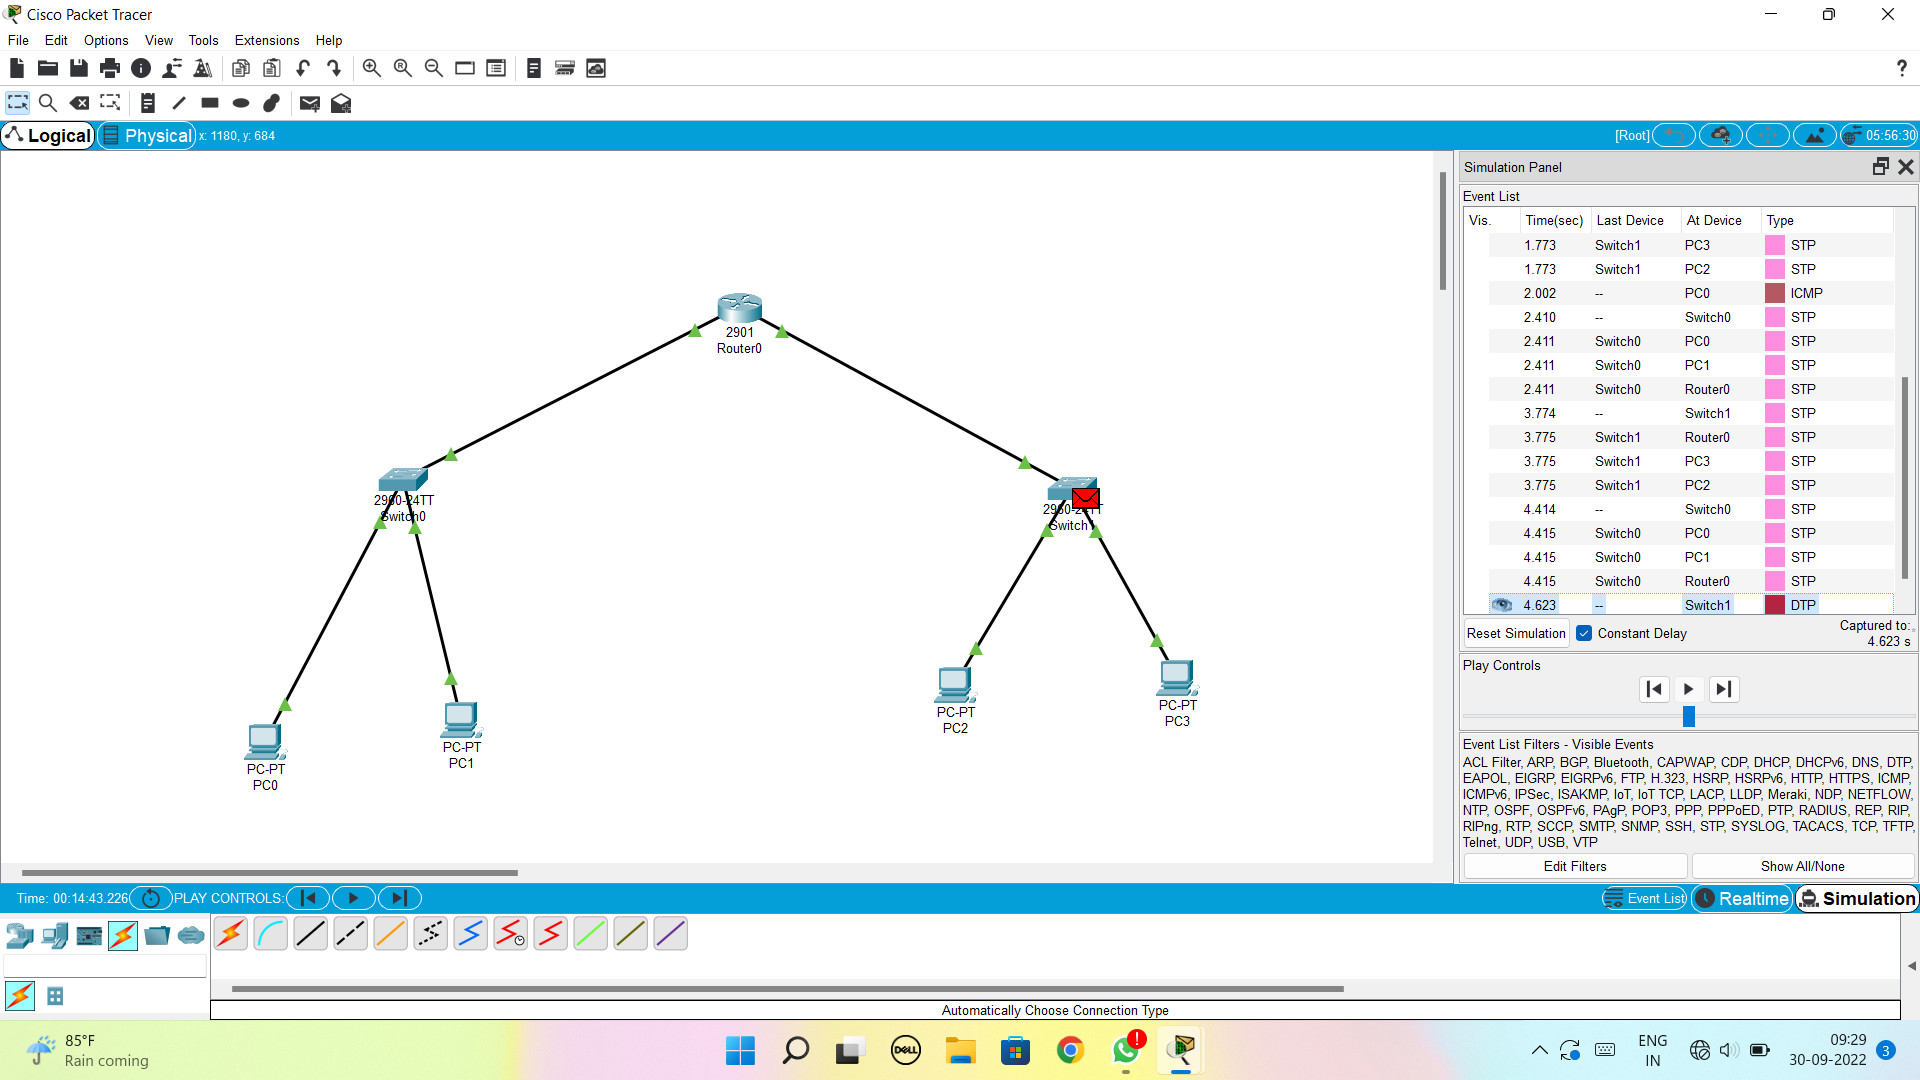 Cisco Packet Tracer
File Edit Options View Tools Extensions Help
Logical Physical x: 1180, y: 684 [Root] 05:56:30
2901
Router0
2960-24TT
Switch0
Switch
PC-PT
PC0
PC-PT
PC1
PC-PT
PC2
PC-PT
PC3
Simulation Panel
Event List
Vis. Time(sec) Last Device At Device Type
1.773 Switch1 PC3 STP
1.773 Switch1 PC2 STP
2.002 -- PC0 ICMP
2.410 -- Switch0 STP
2.411 Switch0 PC0 STP
2.411 Switch0 PC1 STP
2.411 Switch0 Router0 STP
3.774 -- Switch1 STP
3.775 Switch1 Router0 STP
3.775 Switch1 PC3 STP
3.775 Switch1 PC2 STP
4.414 -- Switch0 STP
4.415 Switch0 PC0 STP
4.415 Switch0 PC1 STP
4.415 Switch0 Router0 STP
4.623 -- Switch1 DTP
Reset Simulation Constant Delay Captured to:
4.623 s
Play Controls
Event List Filters - Visible Events
ACL Filter, ARP, BGP, Bluetooth, CAPWAP, CDP, DHCP, DHCPv6, DNS, DTP,
EAPOL, EIGRP, EIGRPv6, FTP, H.323, HSRP, HSRPv6, HTTP, HTTPS, ICMP,
ICMPv6, IPSec, ISAKMP, IoT, IoT TCP, LACP, LLDP, Meraki, NDP, NETFLOW,
NTP, OSPF, OSPFv6, PAgP, POP3, PPP, PPPoED, PTP, RADIUS, REP, RIP,
RIPng, RTP, SCCP, SMTP, SNMP, SSH, STP, SYSLOG, TACACS, TCP, TFTP,
Telnet, UDP, USB, VTP
Edit Filters Show All/None
Time: 00:14:43.226 PLAY CONTROLS: Event List Realtime Simulation
Automatically Choose Connection Type
85°F
Rain coming
DELL
ENG
IN
09:29
30-09-2022 3